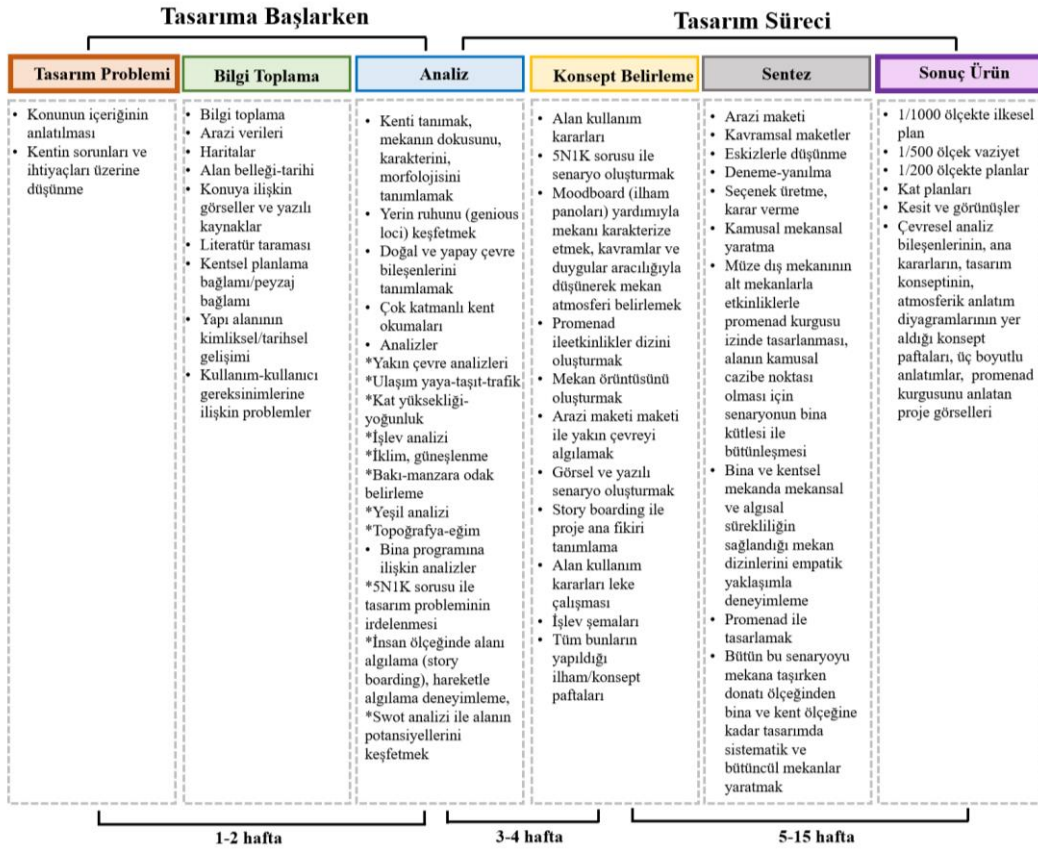 Tasarıma Başlarken
Tasarım Süreci
Tasarım Problemi
• Konunun içeriğinin
anlatılması
• Kentin sorunları ve
ihtiyaçları üzerine
düşünme
Bilgi Toplama
• Bilgi toplama
• Arazi verileri
• Haritalar
• Alan belleği-tarihi
• Konuya ilişkin
görseller ve yazılı
kaynaklar
• Literatür taraması
• Kentsel planlama
bağlamı/peyzaj
bağlamı
• Yapı alanının
kimliksel/tarihsel
gelişimi
• Kullanım-kullanıcı
gereksinimlerine
ilişkin problemler
Analiz
• Kenti tanımak,
mekanın dokusunu,
karakterini,
morfolojisini
tanımlamak
• Yerin ruhunu (genious
loci) keşfetmek
• Doğal ve yapay çevre
bileşenlerini
tanımlamak
• Çok katmanlı kent
okumaları
• Analizler
*Yakın çevre analizleri
*Ulaşım yaya-taşıt-trafik
*Kat yüksekliği-
yoğunluk
*İşlev analizi
*İklim, güneşlenme
*Bakı-manzara odak
belirleme
*Yeşil analizi
*Topoğrafya-eğim
• Bina programına
ilişkin analizler
*5N1K sorusu ile
tasarım probleminin
irdelenmesi
*İnsan ölçeğinde alanı
algılama (story
boarding), hareketle
algılama deneyimleme,
*Swot analizi ile alanın
potansiyellerini
keşfetmek
Konsept Belirleme
• Alan kullanım
kararları
• 5N1K sorusu ile
senaryo oluşturmak
• Moodboard (ilham
panoları) yardımıyla
mekanı karakterize
etmek, kavramlar ve
duygular aracılığıyla
düşünerek mekan
atmosferi belirlemek
• Promenad
ileetkinlikler dizini
oluşturmak
• Mekan örüntüsünü
oluşturmak
• Arazi maketi maketi
ile yakın çevreyi
algılamak
• Görsel ve yazılı
senaryo oluşturmak
• Story boarding ile
proje ana fikiri
tanımlama
• Alan kullanım
kararları leke
çalışması
• İşlev şemaları
• Tüm bunların
yapıldığı
ilham/konsept
paftaları
Sentez
• Arazi maketi
• Kavramsal maketler
• Eskizlerle düşünme
• Deneme-yanılma
• Seçenek üretme,
karar verme
• Kamusal mekansal
yaratma
• Müze dış mekanının
alt mekanlarla
etkinliklerle
promenad kurgusu
izinde tasarlanması,
alanın kamusal
cazibe noktası
olması için
senaryonun bina
kütlesi ile
bütünleşmesi
• Bina ve kentsel
mekanda mekansal
ve algısal
sürekliliğin
sağlandığı mekan
dizinlerini empatik
yaklaşımla
deneyimleme
• Promenad ile
tasarlamak
• Bütün bu senaryoyu
mekana taşırken
donatı ölçeğinden
bina ve kent ölçeğine
kadar tasarımda
sistematik ve
bütüncül mekanlar
yaratmak
Sonuç Ürün
• 1/1000 ölçekte ilkesel
plan
• 1/500 ölçek vaziyet
• 1/200 ölçekte planlar
• Kat planları
• Kesit ve görünüşler
• Çevresel analiz
bileşenlerinin, ana
kararların, tasarım
konseptinin,
atmosferik anlatım
diyagramlarının yer
aldığı konsept
paftaları, üç boyutlu
anlatımlar, promenad
kurgusunu anlatan
proje görselleri
1-2 hafta
3-4 hafta
5-15 hafta